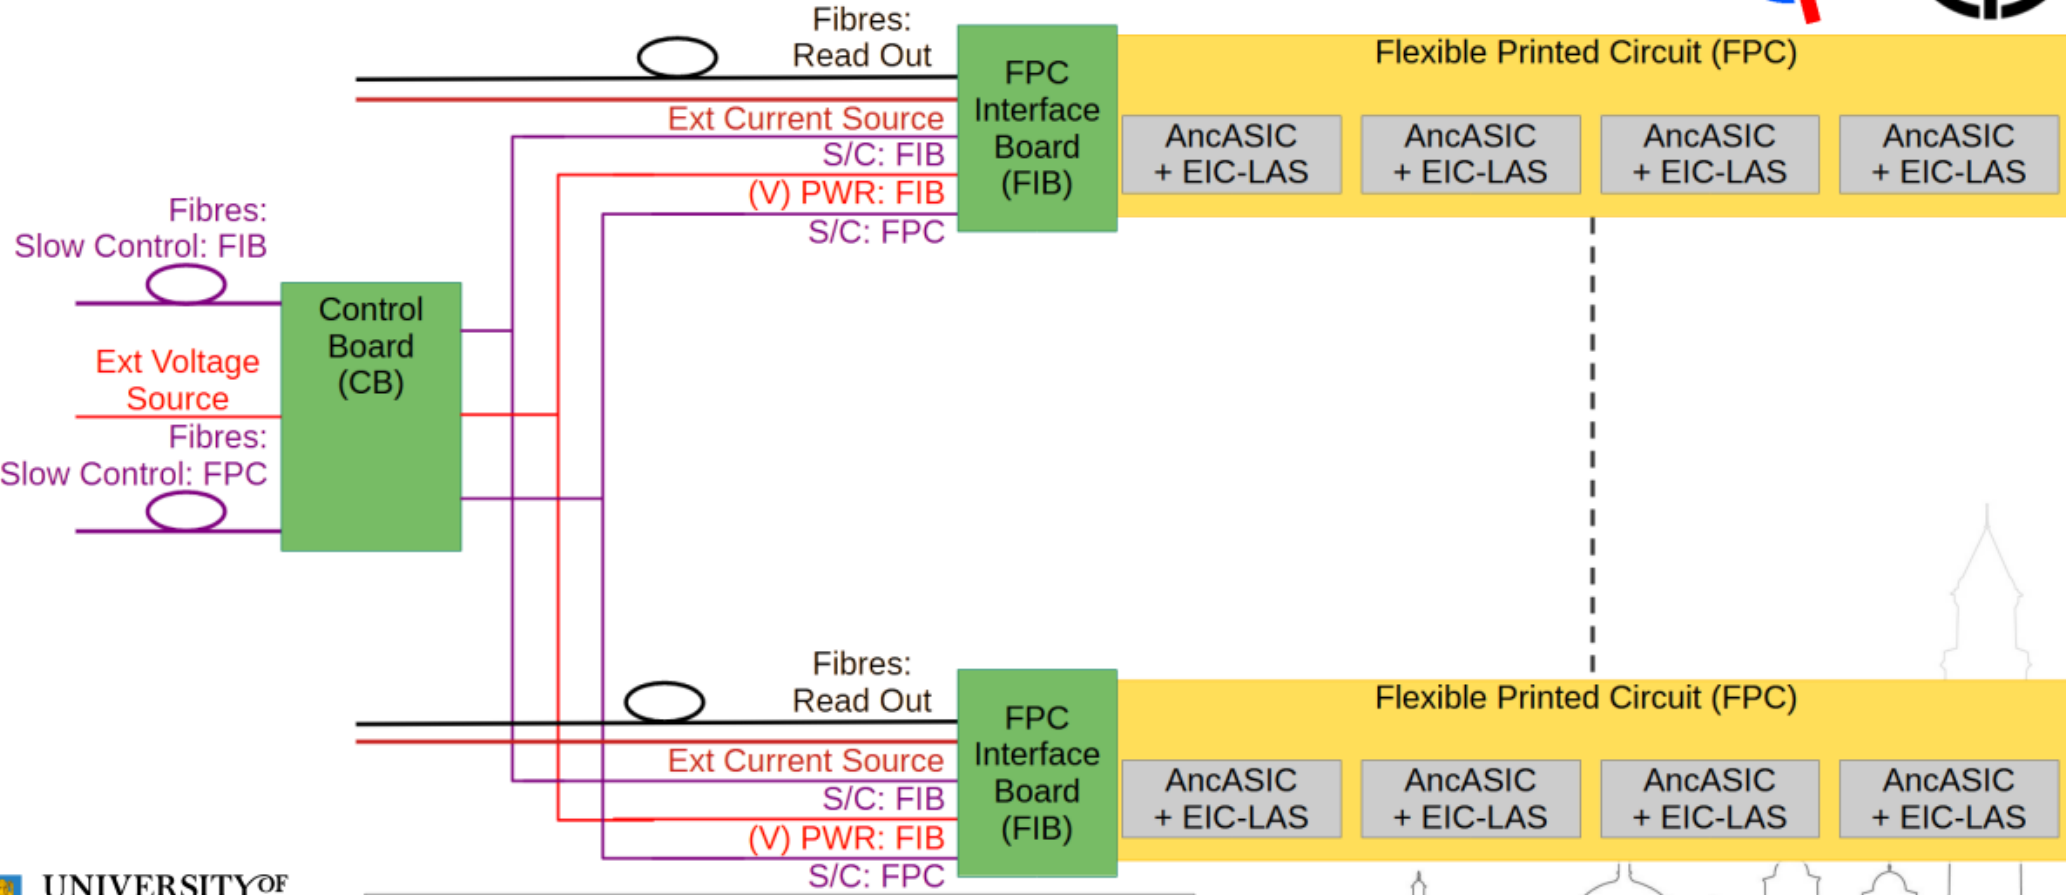 Fibres:
Read Out
Ext Current Source
S/C: FIB
(V) PWR: FIB
S/C: FPC
FPC
Interface
Board
(FIB)
Flexible Printed Circuit (FPC)
AncASIC
+ EIC-LAS
AncASIC
+ EIC-LAS
AncASIC
+ EIC-LAS
AncASIC
+ EIC-LAS
Fibres:
Slow Control: FIB
Ext Voltage
Source
Fibres:
Slow Control: FPC
Control
Board
(CB)
Fibres:
Read Out
Ext Current Source
S/C: FIB
(V) PWR: FIB
S/C: FPC
FPC
Interface
Board
(FIB)
Flexible Printed Circuit (FPC)
AncASIC
+ EIC-LAS
AncASIC
+ EIC-LAS
AncASIC
+ EIC-LAS
AncASIC
+ EIC-LAS
UNIVERSITY OF